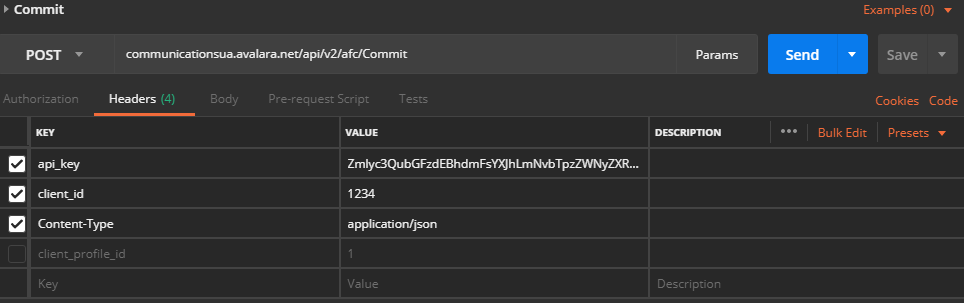 Commit Examples (0)
POST communicationsua.avalara.net/api/v2/afc/Commit Params Send Save
Authorization Headers (4) Body Pre-request Script Tests Cookies Code
KEY VALUE DESCRIPTION ••• Bulk Edit Presets
api_key Zmlyc3QubGFzdEBhdmFsYXJhLmNvbTpzZWNyZXR...
client_id 1234
Content-Type application/json
client_profile_id 1
Key Value Description